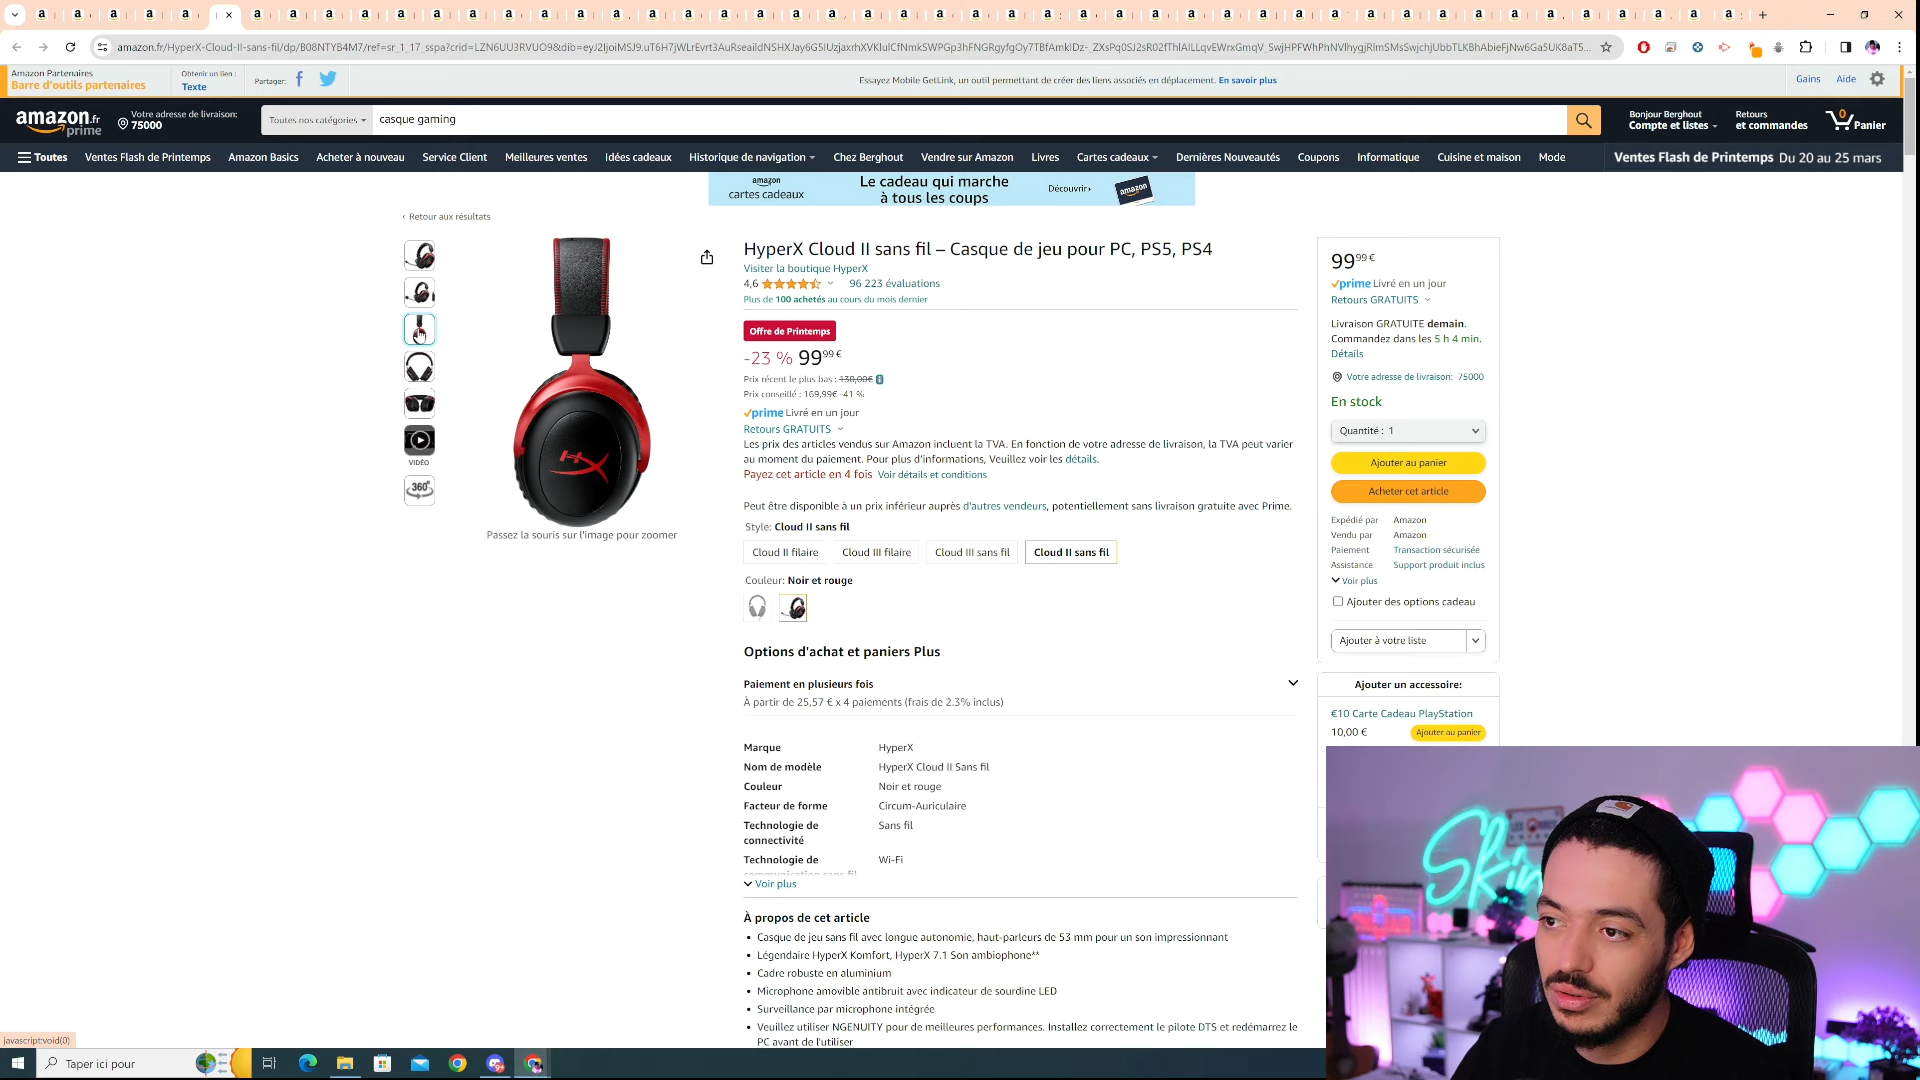 amazon.fr/HyperX-Cloud-II-sans-fil/dp/B08NTYB4M7/ref=sr_1_17_sspa?crid=
Amazon Partenaires
Barre d'outils partenaires
Obtenir un lien :
Texte
Partager:
Essayez Mobile GetLink, un outil permettant de créer des liens associés en déplacement. En savoir plus
Gains
Aide
amazon.fr
prime
Votre adresse de livraison:
75000
Toutes nos catégories
casque gaming
Bonjour Berghout
Compte et listes
Retours
et commandes
0
Panier
Toutes
Ventes Flash de Printemps
Amazon Basics
Acheter à nouveau
Service Client
Meilleures ventes
Idées cadeaux
Historique de navigation
Chez Berghout
Vendre sur Amazon
Livres
Cartes cadeaux
Dernières Nouveautés
Coupons
Informatique
Cuisine et maison
Mode
Ventes Flash de Printemps Du 20 au 25 mars
amazon
cartes cadeaux
Le cadeau qui marche
à tous les coups
Découvrir›
amazon
‹ Retour aux résultats
VIDÉO
360°
HX
Passez la souris sur l'image pour zoomer
HyperX Cloud II sans fil – Casque de jeu pour PC, PS5, PS4
Visiter la boutique HyperX
4,6
96 223 évaluations
Plus de 100 achetés au cours du mois dernier
Offre de Printemps
-23 % 99,99 €
Prix récent le plus bas : 130,00€
Prix conseillé : 169,99€ -41 %
prime Livré en un jour
Retours GRATUITS
Les prix des articles vendus sur Amazon incluent la TVA. En fonction de votre adresse de livraison, la TVA peut varier
au moment du paiement. Pour plus d'informations, Veuillez voir les détails.
Payez cet article en 4 fois Voir détails et conditions
Peut être disponible à un prix inférieur auprès d'autres vendeurs, potentiellement sans livraison gratuite avec Prime.
Style: Cloud II sans fil
Cloud II filaire
Cloud III filaire
Cloud III sans fil
Cloud II sans fil
Couleur: Noir et rouge
Options d'achat et paniers Plus
Paiement en plusieurs fois
À partir de 25,57 € x 4 paiements (frais de 2.3% inclus)
Marque HyperX
Nom de modèle HyperX Cloud II Sans fil
Couleur Noir et rouge
Facteur de forme Circum-Auriculaire
Technologie de Sans fil
connectivité
Technologie de Wi-Fi
communication sans fil
Voir plus
À propos de cet article
• Casque de jeu sans fil avec longue autonomie, haut-parleurs de 53 mm pour un son impressionnant
• Légendaire HyperX Komfort, HyperX 7.1 Son ambiophone**
• Cadre robuste en aluminium
• Microphone amovible antibruit avec indicateur de sourdine LED
• Surveillance par microphone intégrée
• Veuillez utiliser NGENUITY pour de meilleures performances. Installez correctement le pilote DTS et redémarrez le
PC avant de l'utiliser
99,99 €
prime Livré en un jour
Retours GRATUITS
Livraison GRATUITE demain.
Commandez dans les 5 h 4 min.
Détails
Votre adresse de livraison: 75000
En stock
Quantité : 1
Ajouter au panier
Acheter cet article
Expédié par Amazon
Vendu par Amazon
Paiement Transaction sécurisée
Assistance Support produit inclus
Voir plus
Ajouter des options cadeau
Ajouter à votre liste
Ajouter un accessoire:
€10 Carte Cadeau PlayStation
10,00 €
Ajouter au panier
javascript:void(0)
Taper ici pour